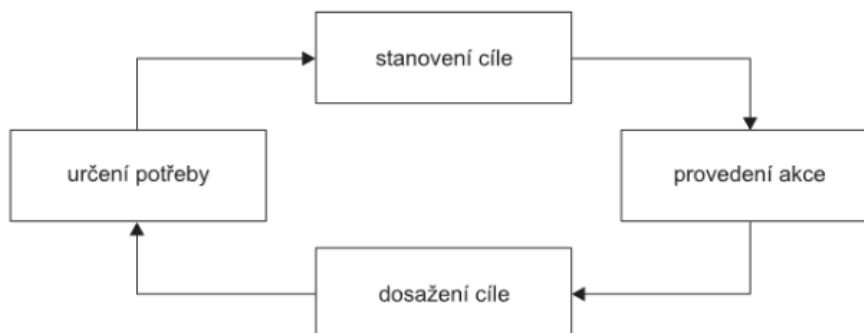 stanovení cíle
určení potřeby
provedení akce
dosažení cíle